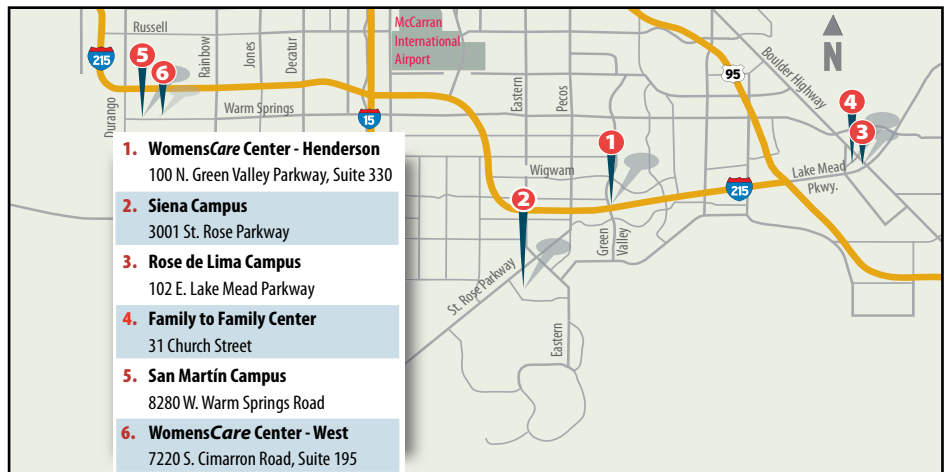 Russell
215
5
6
Durango
Rainbow
Jones
Decatur
Warm Springs
15
McCarran
International
Airport
Eastern
Pecos
95
Boulder Highway
N
4
3
1
2
Wigwam
Lake Mead
Pkwy.
215
Green
Valley
St. Rose Parkway
Eastern
1. WomensCare Center - Henderson
100 N. Green Valley Parkway, Suite 330
2. Siena Campus
3001 St. Rose Parkway
3. Rose de Lima Campus
102 E. Lake Mead Parkway
4. Family to Family Center
31 Church Street
5. San Martín Campus
8280 W. Warm Springs Road
6. WomensCare Center - West
7220 S. Cimarron Road, Suite 195